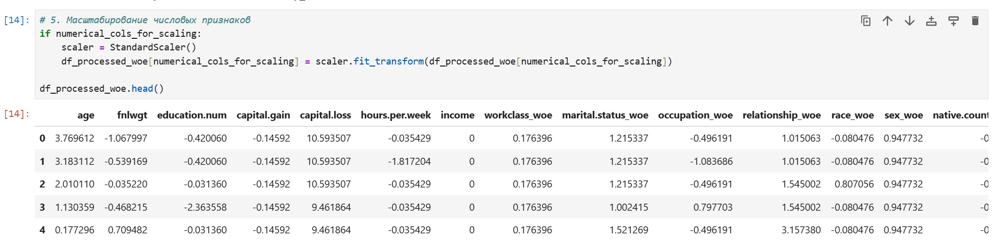 [14]: # 5. Масштабирование числовых признаков
if numerical_cols_for_scaling:
    scaler = StandardScaler()
    df_processed_woe[numerical_cols_for_scaling] = scaler.fit_transform(df_processed_woe[numerical_cols_for_scaling])
df_processed_woe.head()
[14]: age fnlwgt education.num capital.gain capital.loss hours.per.week income workclass_woe marital.status_woe occupation_woe relationship_woe race_woe sex_woe native.count
0 3.769612 -1.067997 -0.420060 -0.14592 10.593507 -0.035429 0 0.176396 1.215337 -0.496191 1.015063 -0.080476 0.947732 -0
1 3.183112 -0.539169 -0.420060 -0.14592 10.593507 -1.817204 0 0.176396 1.215337 -1.083686 1.015063 -0.080476 0.947732 -0
2 2.010110 -0.035220 -0.031360 -0.14592 10.593507 -0.035429 0 0.176396 1.215337 -0.496191 1.545002 0.807056 0.947732 -0
3 1.130359 -0.468215 -2.363558 -0.14592 9.461864 -0.035429 0 0.176396 1.002415 0.797703 1.545002 -0.080476 0.947732 -0
4 0.177296 0.709482 -0.031360 -0.14592 9.461864 -0.035429 0 0.176396 1.521269 -0.496191 3.157380 -0.080476 0.947732 -0